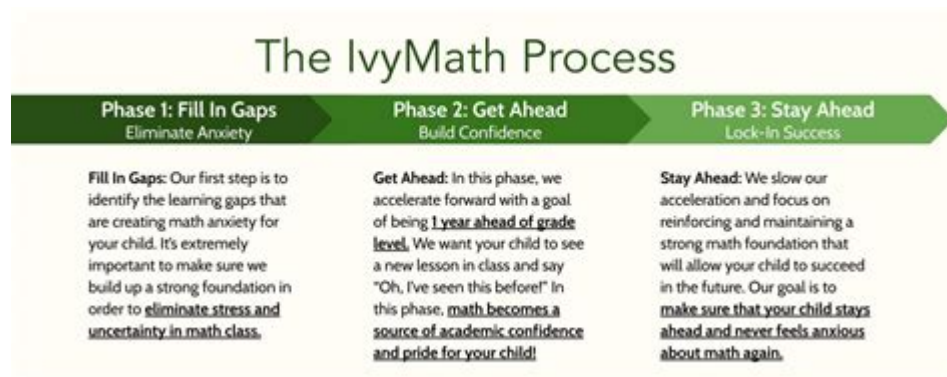 The IvyMath Process
Phase 1: Fill In Gaps
Eliminate Anxiety
Phase 2: Get Ahead
Build Confidence
Phase 3: Stay Ahead
Lock-In Success
Fill In Gaps: Our first step is to
identify the learning gaps that
are creating math anxiety for
your child. It's extremely
important to make sure we
build up a strong foundation in
order to eliminate stress and
uncertainty in math class.
Get Ahead: In this phase, we
accelerate forward with a goal
of being 1 year ahead of grade
level. We want your child to see
a new lesson in class and say
"Oh, I've seen this before!" In
this phase, math becomes a
source of academic confidence
and pride for your child!
Stay Ahead: We slow our
acceleration and focus on
reinforcing and maintaining a
strong math foundation that
will allow your child to succeed
in the future. Our goal is to
make sure that your child stays
ahead and never feels anxious
about math again.